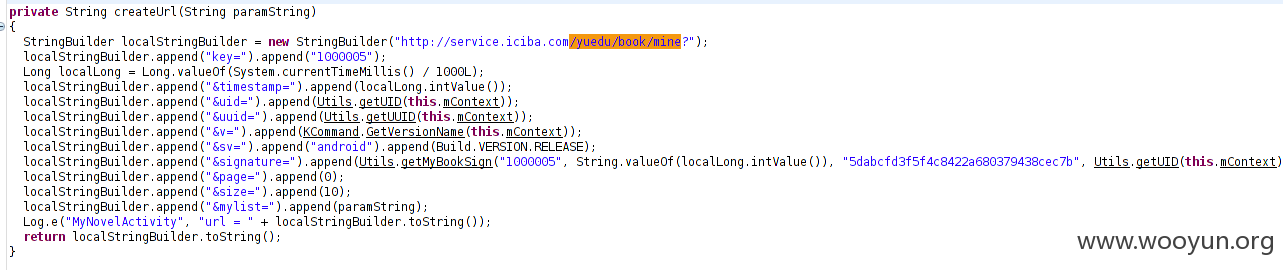 private String createUrl(String paramString)
{
StringBuilder localStringBuilder = new StringBuilder("http://service.iciba.com/yuedu/book/mine?");
localStringBuilder.append("key=").append("1000005");
Long localLong = Long.valueOf(System.currentTimeMillis() / 1000L);
localStringBuilder.append("&timestamp=").append(localLong.intValue());
localStringBuilder.append("&uid=").append(Utils.getUID(this.mContext));
localStringBuilder.append("&uuid=").append(Utils.getUUID(this.mContext));
localStringBuilder.append("&v=").append(KCommand.GetVersionName(this.mContext));
localStringBuilder.append("&sv=").append("android").append(Build.VERSION.RELEASE);
localStringBuilder.append("&signature=").append(Utils.getMyBookSign("1000005", String.valueOf(localLong.intValue()), "5dabcfd3f5f4c8422a680379438cec7b", Utils.getUID(this.mContext)
localStringBuilder.append("&page=").append(0);
localStringBuilder.append("&size=").append(10);
localStringBuilder.append("&mylist=").append(paramString);
Log.e("MyNovelActivity", "url = " + localStringBuilder.toString());
return localStringBuilder.toString();
}
www.wooyun.org